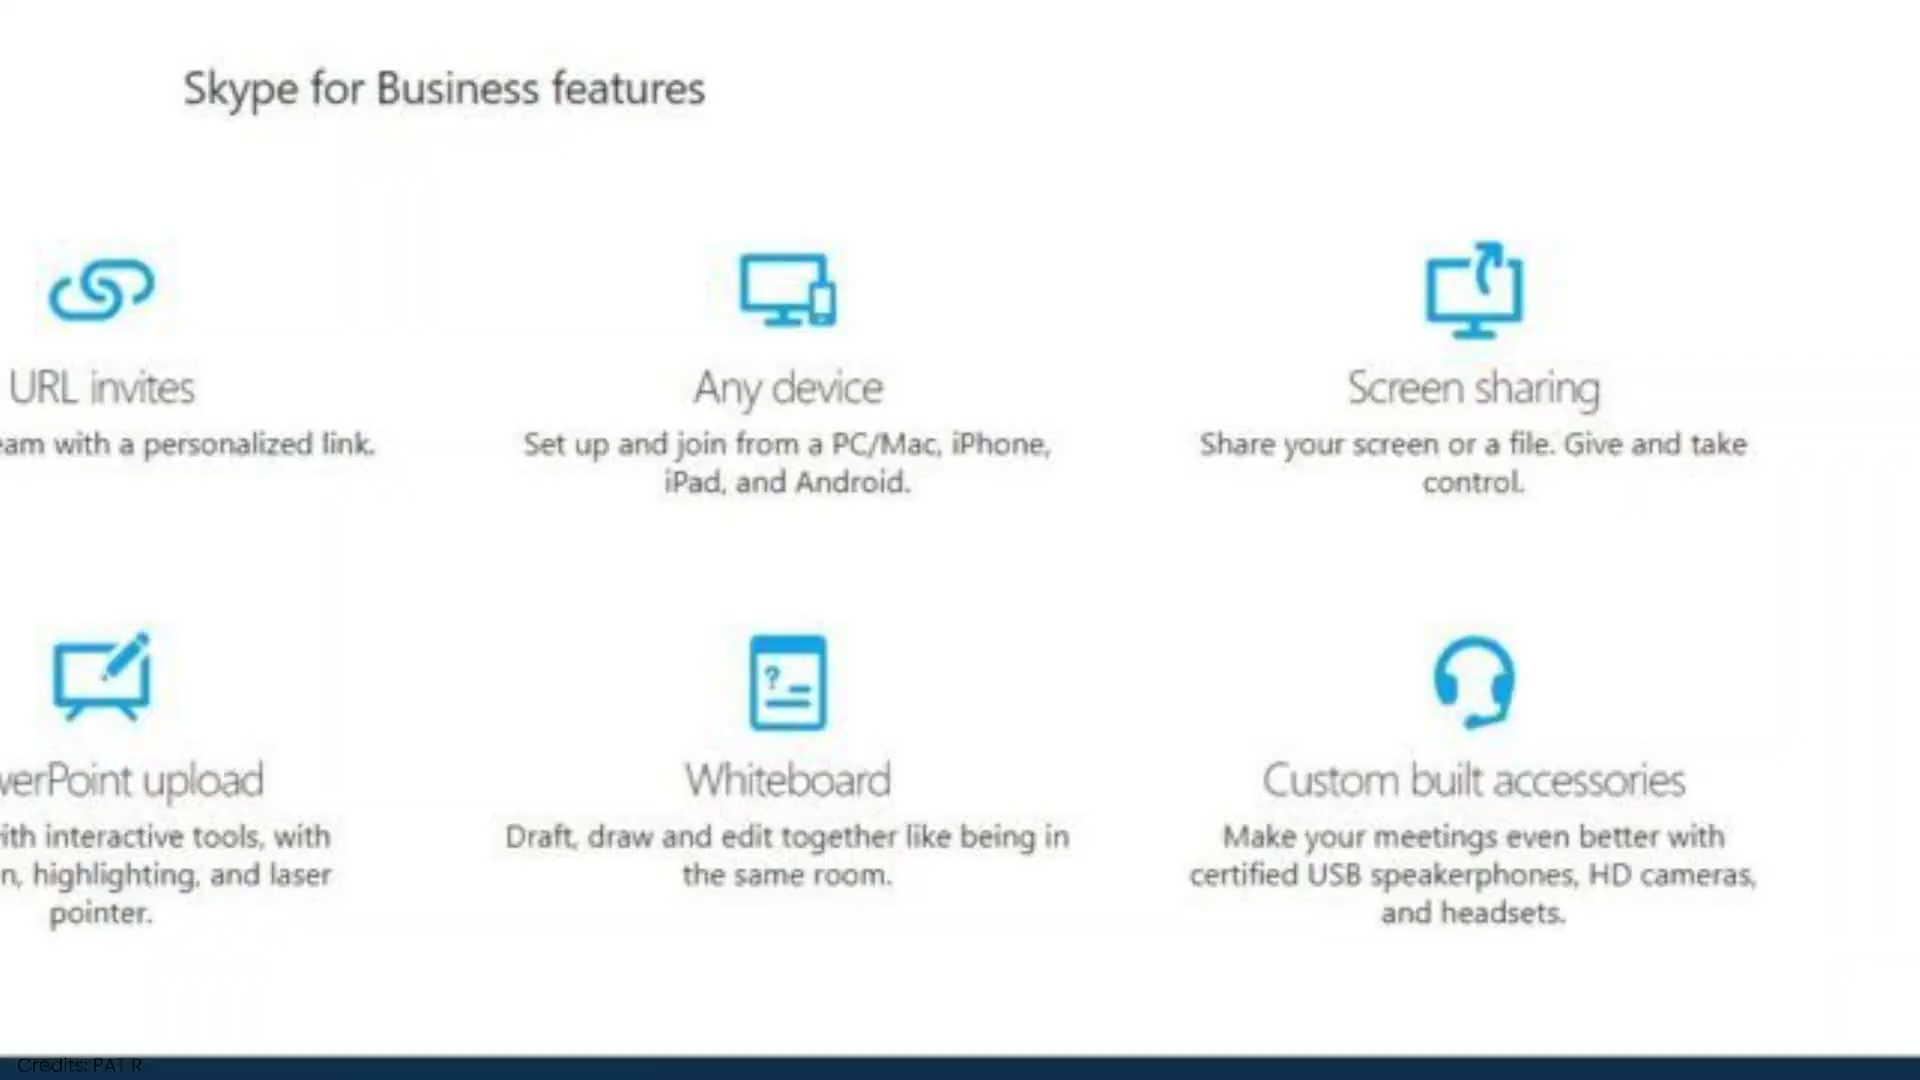 Skype for Business features
URL invites
with a personalized link.
Any device
Set up and join from a PC/Mac, iPhone,
iPad, and Android.
Screen sharing
Share your screen or a file. Give and take
control.
upload
interactive tools, with
highlighting, and laser
pointer.
Whiteboard
Draft, draw and edit together like being in
the same room.
Custom built accessories
Make your meetings even better with
certified USB speakerphones, HD cameras,
and headsets.
Credits: PAT R